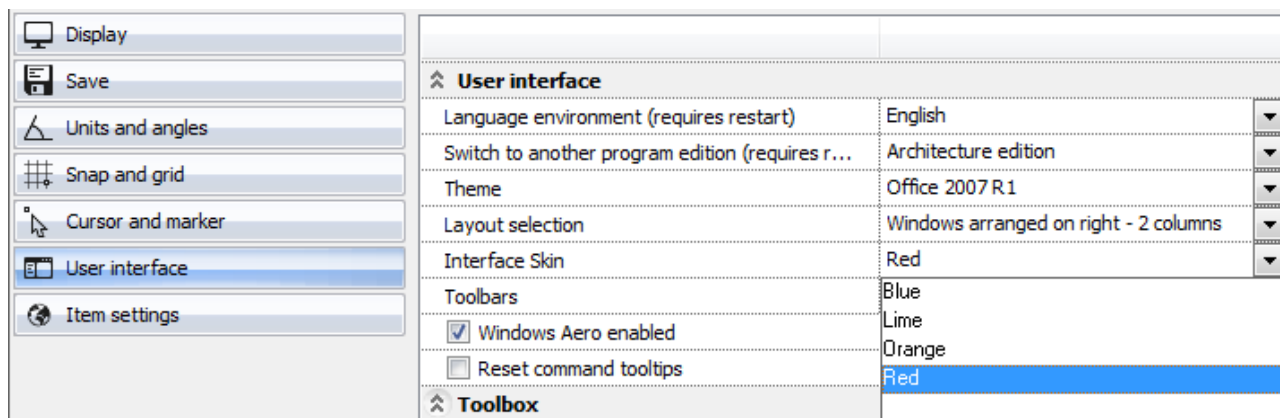 Display
Save
Units and angles
Snap and grid
Cursor and marker
User interface
Item settings
User interface
Language environment (requires restart) English
Switch to another program edition (requires r... Architecture edition
Theme Office 2007 R1
Layout selection Windows arranged on right - 2 columns
Interface Skin Red
Toolbars
Blue
Lime
Orange
Red
Windows Aero enabled
Reset command tooltips
Toolbox